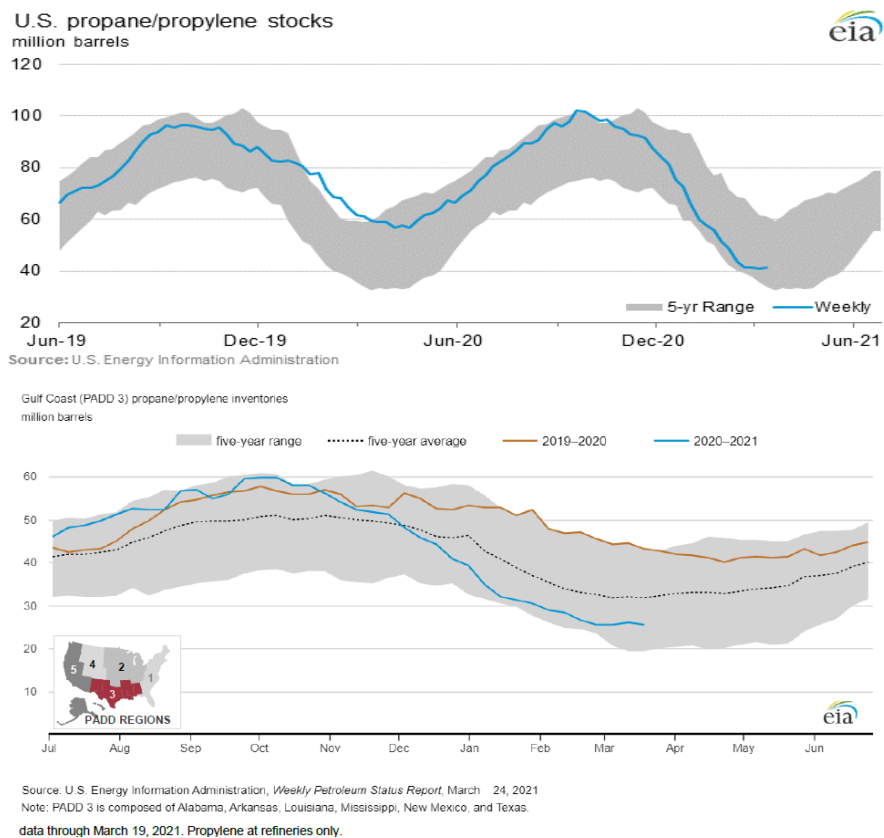 U.S. propane/propylene stocks
million barrels
eia
120
100
80
60
40
20
5-yr Range Weekly
Jun-19 Dec-19 Jun-20 Dec-20 Jun-21
Source: U.S. Energy Information Administration
Gulf Coast (PADD 3) propane/propylene inventories
million barrels
five-year range five-year average 2019–2020 2020–2021
60
50
40
30
20
10
5 4 2 1 3
PADD REGIONS
eia
Jul Aug Sep Oct Nov Dec Jan Feb Mar Apr May Jun
Source: U.S. Energy Information Administration, Weekly Petroleum Status Report, March 24, 2021
Note: PADD 3 is composed of Alabama, Arkansas, Louisiana, Mississippi, New Mexico, and Texas.
data through March 19, 2021. Propylene at refineries only.